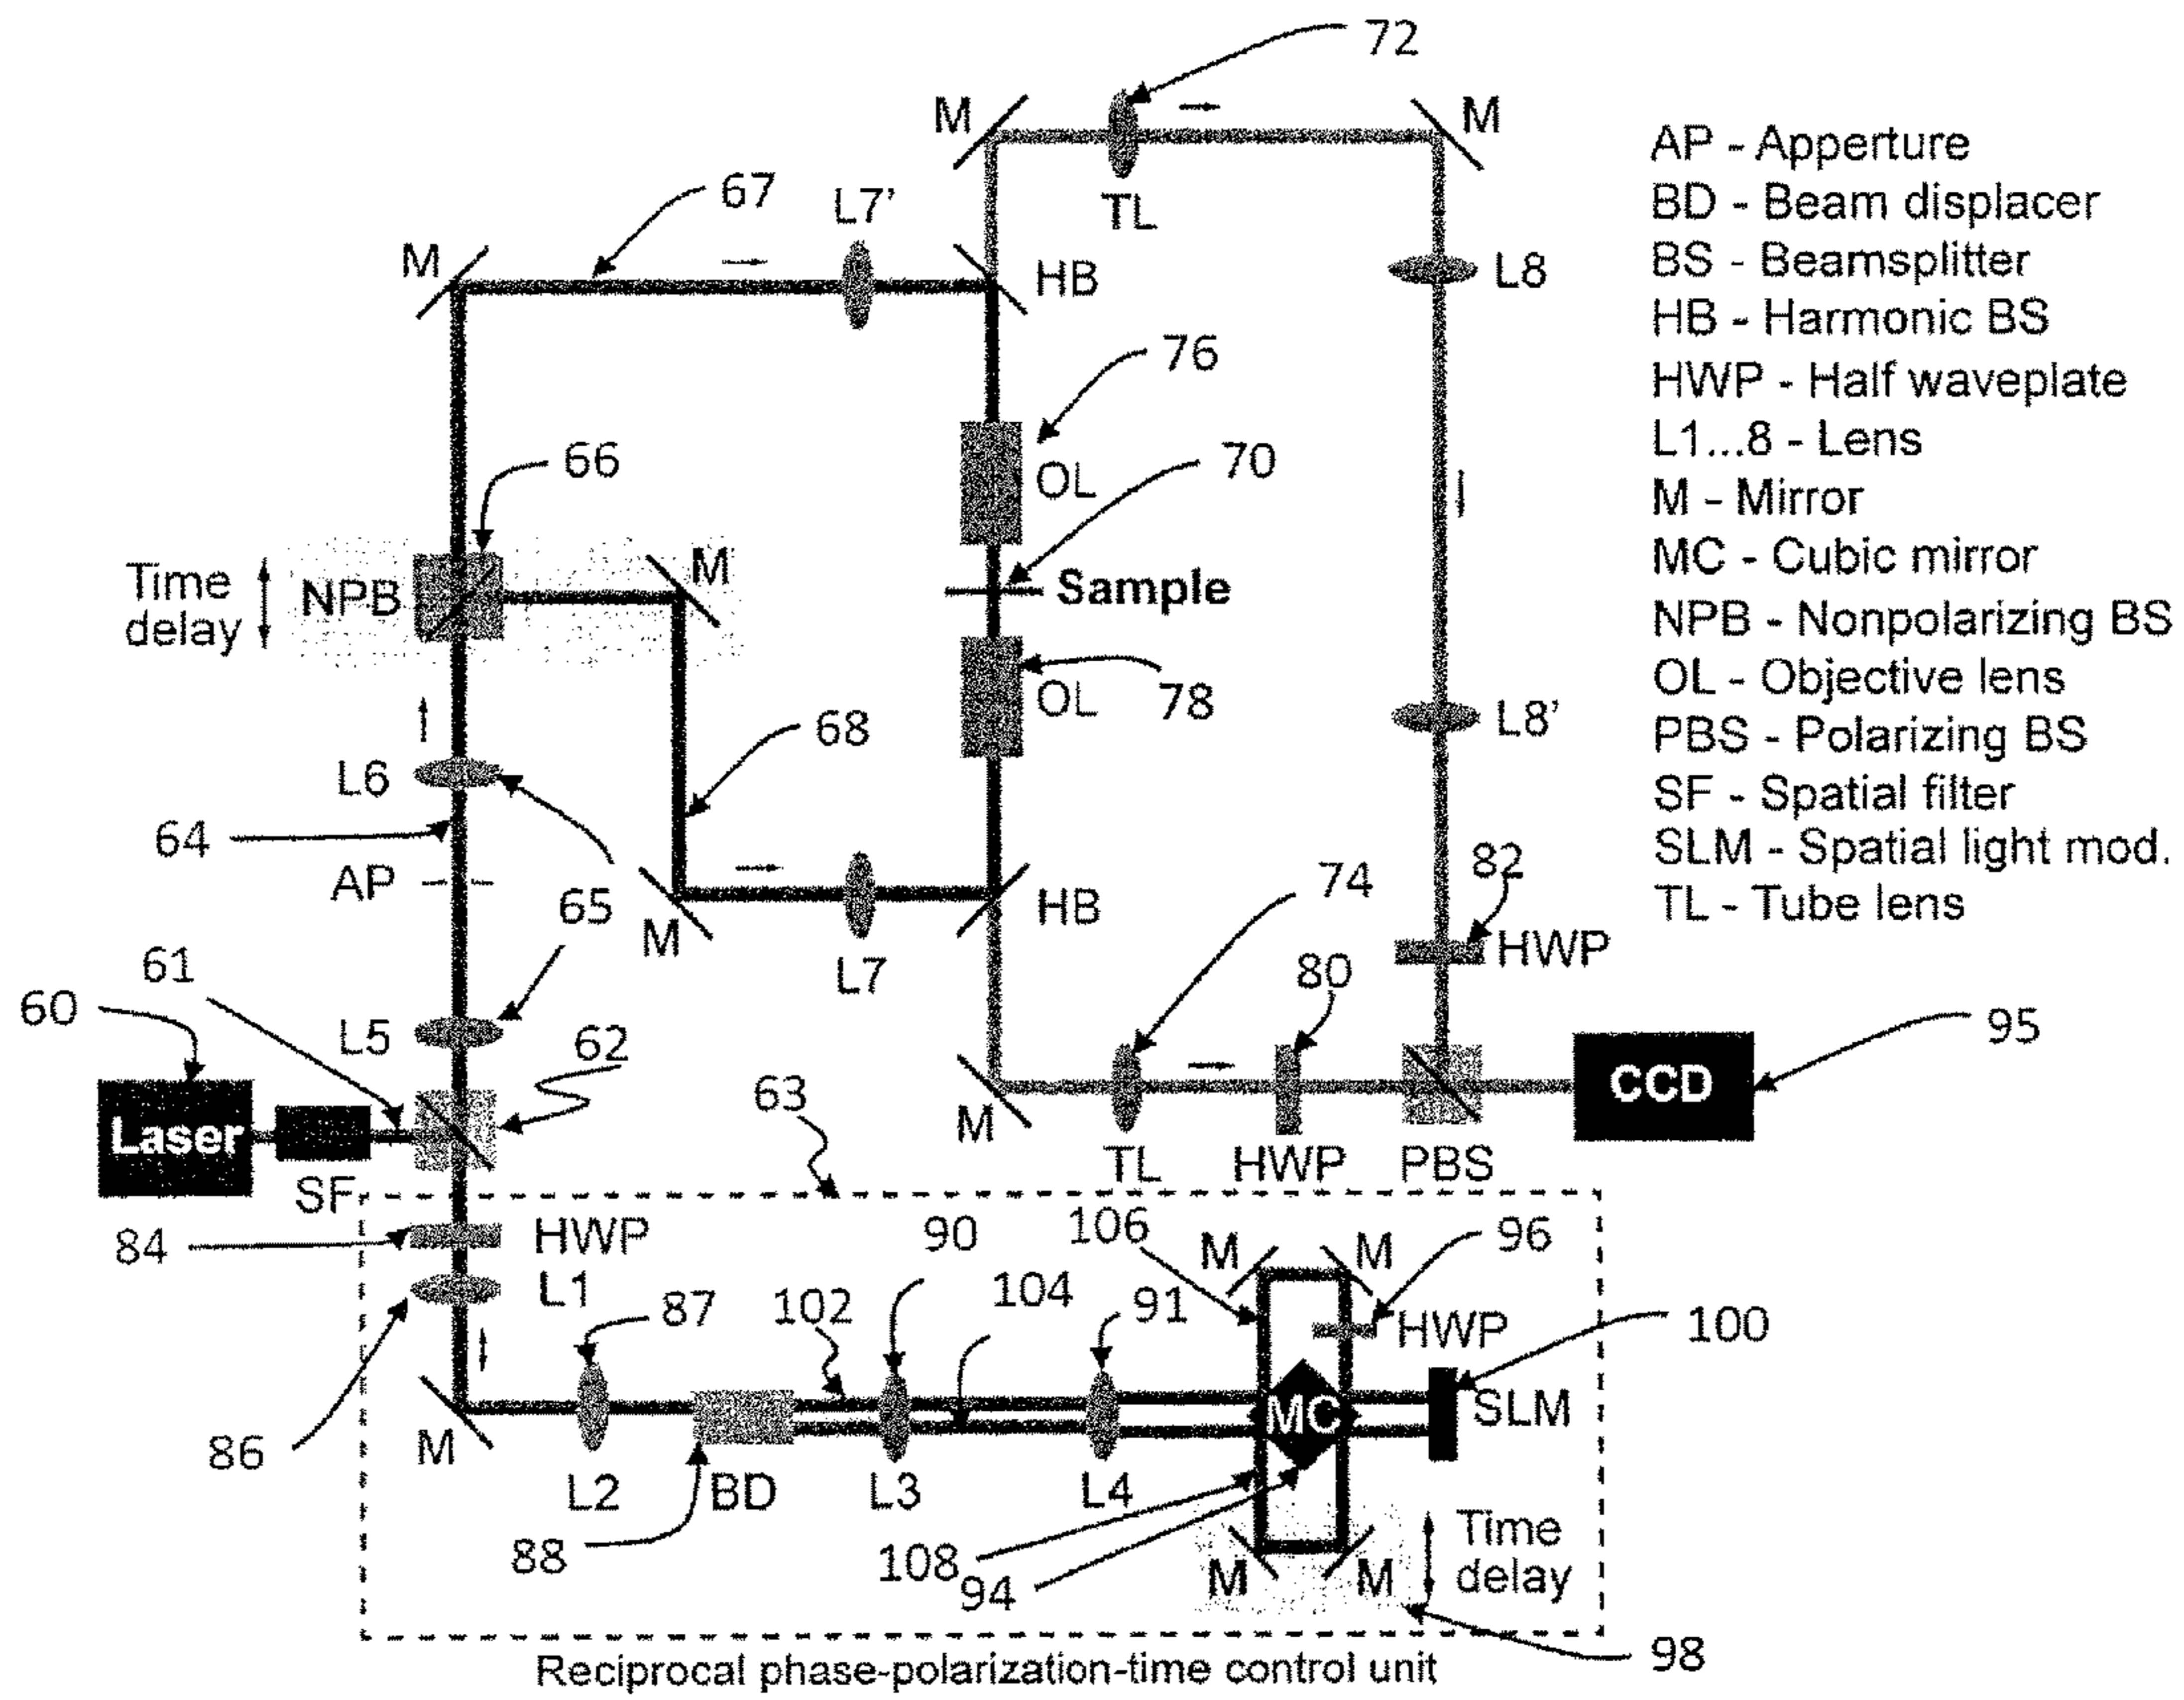 72
M
M
TL
67
L7'
M
HB
L8
76
OL
70
66
Time
delay
NPB
M
Sample
OL
78
L8'
68
L6
64
AP
65
M
L7
HB
74
82
HWP
80
61
60
L5
62
95
CCD
Laser
SF
63
M
TL
HWP
PBS
84
HWP
L1
90
106
M
M
96
87
102
104
91
HWP
100
MC
SLM
86
M
L2
BD
L3
L4
88
108
94
M
M
Time
delay
98
Reciprocal phase-polarization-time control unit
AP - Apperture
BD - Beam displacer
BS - Beamsplitter
HB - Harmonic BS
HWP - Half waveplate
L1...8 - Lens
M - Mirror
MC - Cubic mirror
NPB - Nonpolarizing BS
OL - Objective lens
PBS - Polarizing BS
SF - Spatial filter
SLM - Spatial light mod.
TL - Tube lens